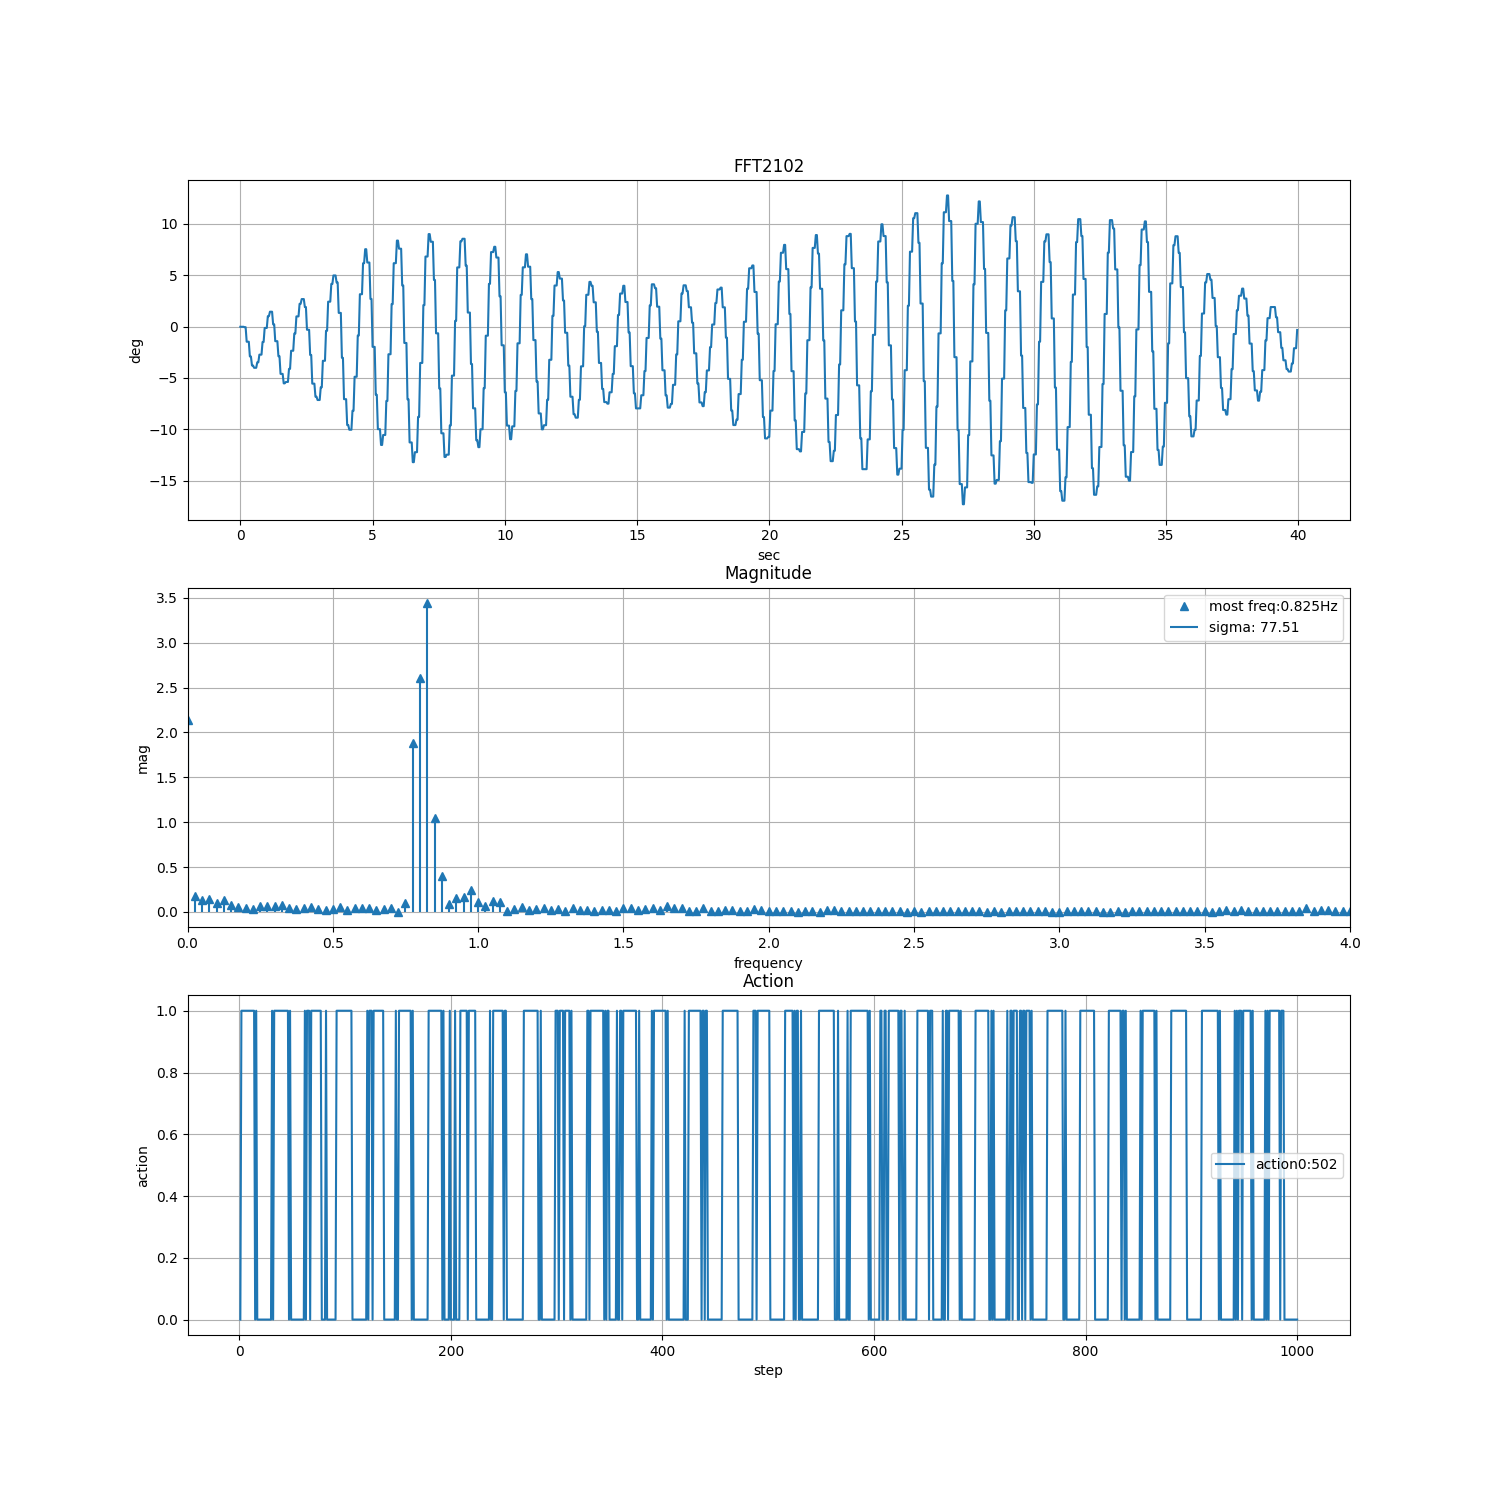 FFT2102
10
5
0
−5
−10
−15
deg
0 5 10 15 20 25 30 35 40
sec
Magnitude
most freq:0.825Hz
sigma: 77.51
3.5
3.0
2.5
2.0
1.5
1.0
0.5
0.0
mag
0.0 0.5 1.0 1.5 2.0 2.5 3.0 3.5 4.0
frequency
Action
1.0
0.8
0.6
0.4
0.2
0.0
action
action0:502
0 200 400 600 800 1000
step